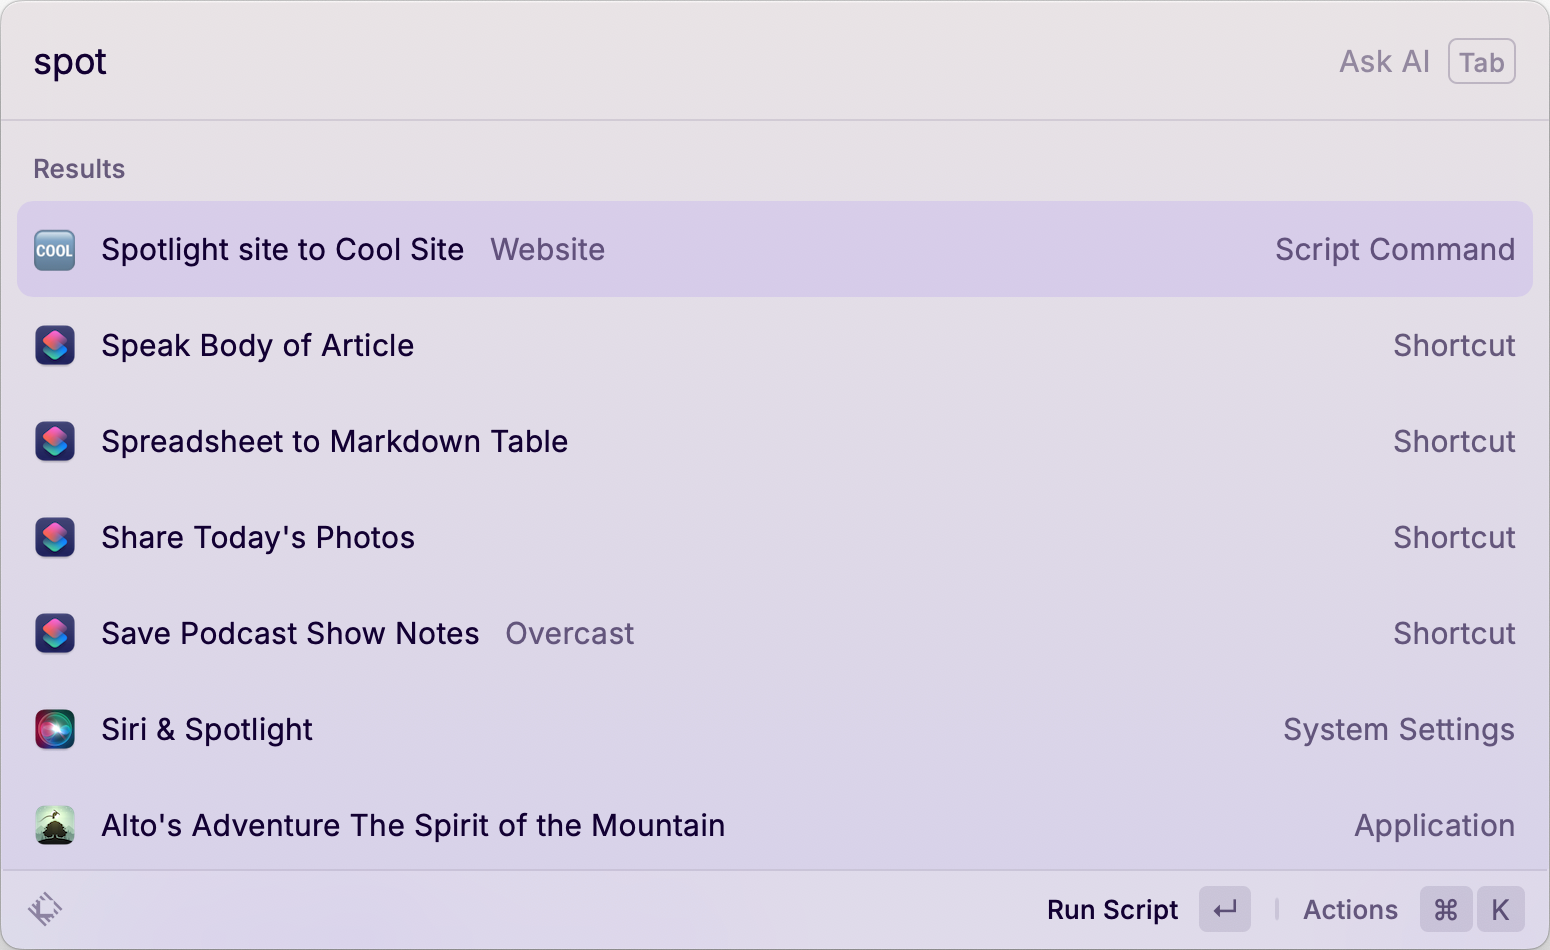 spot Ask AI Tab
Results
COOL Spotlight site to Cool Site Website Script Command
Speak Body of Article Shortcut
Spreadsheet to Markdown Table Shortcut
Share Today's Photos Shortcut
Save Podcast Show Notes Overcast Shortcut
Siri & Spotlight System Settings
Alto's Adventure The Spirit of the Mountain Application
Run Script ↵ | Actions ⌘ K